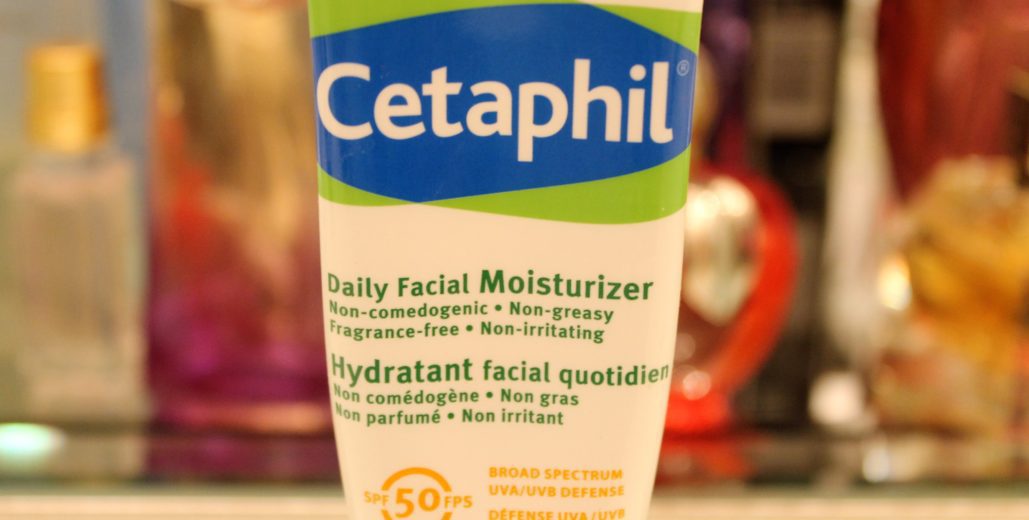 Cetaphil®
Daily Facial Moisturizer
Non-comedogenic • Non-greasy
Fragrance-free • Non-irritating
Hydratant facial quotidien
Non comédogène • Non gras
Non parfumé • Non irritant
SPF 50 FPS
BROAD SPECTRUM
UVA/UVB DEFENSE
DÉFENSE UVA/UVB